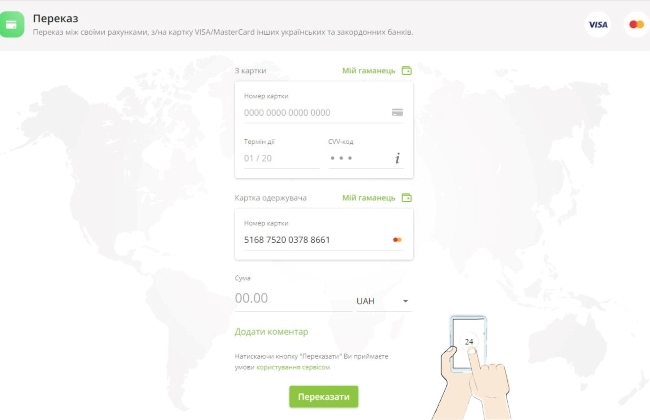 Переказ
Переказ між своїми рахунками, з/на картку VISA/MasterCard інших українських та закордонних банків.
VISA
З картки Мій гаманець
Номер картки
0000 0000 0000 0000
Термін дії CVV-код
01 / 20 • • • i
Картка одержувача Мій гаманець
Номер картки
5168 7520 0378 8661
Сума
00.00 UAH
Додати коментар
24
Натискаючи кнопку "Переказати" Ви приймаєте
умови користування сервісом
Переказати